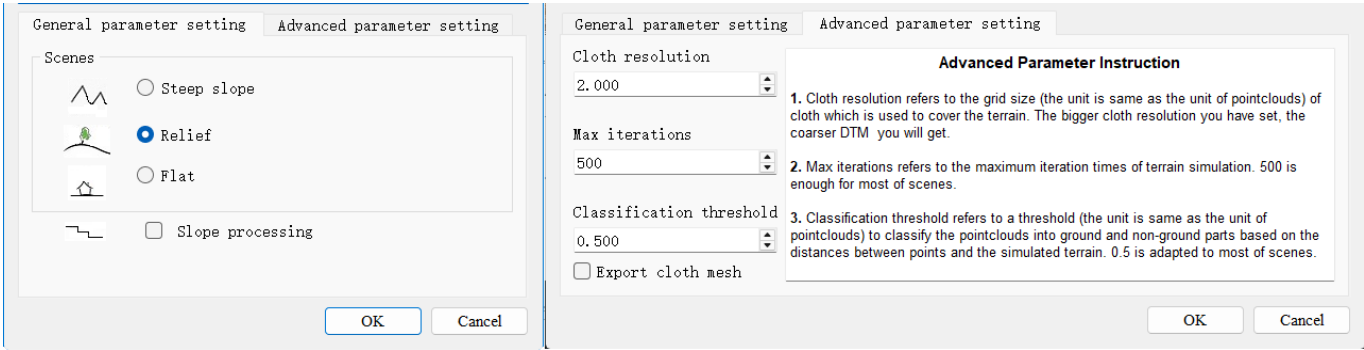 General parameter setting
Advanced parameter setting
Scenes
Steep slope
Relief
Flat
Slope processing
OK
Cancel
General parameter setting
Advanced parameter setting
Cloth resolution
2.000
Max iterations
500
Classification threshold
0.500
Export cloth mesh
Advanced Parameter Instruction
1. Cloth resolution refers to the grid size (the unit is same as the unit of pointclouds) of
cloth which is used to cover the terrain. The bigger cloth resolution you have set, the
coarser DTM you will get.
2. Max iterations refers to the maximum iteration times of terrain simulation. 500 is
enough for most of scenes.
3. Classification threshold refers to a threshold (the unit is same as the unit of
pointclouds) to classify the pointclouds into ground and non-ground parts based on the
distances between points and the simulated terrain. 0.5 is adapted to most of scenes.
OK
Cancel